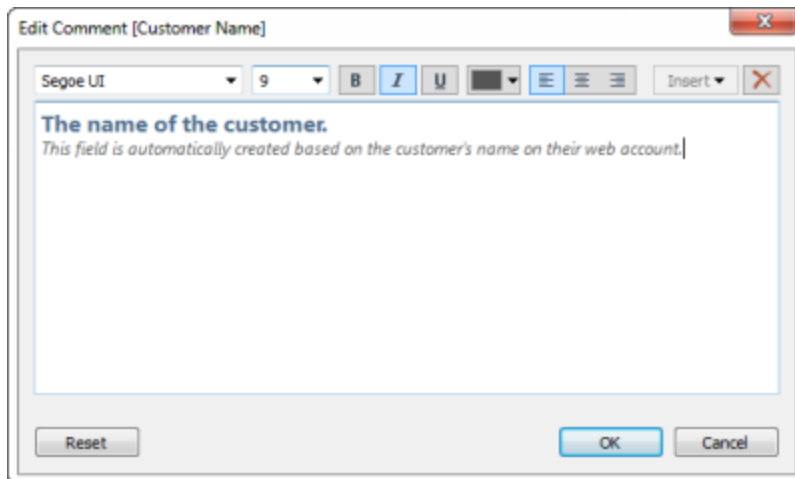 Edit Comment [Customer Name]
Segoe UI 9 B I U Insert
The name of the customer.
This field is automatically created based on the customer's name on their web account.
Reset OK Cancel